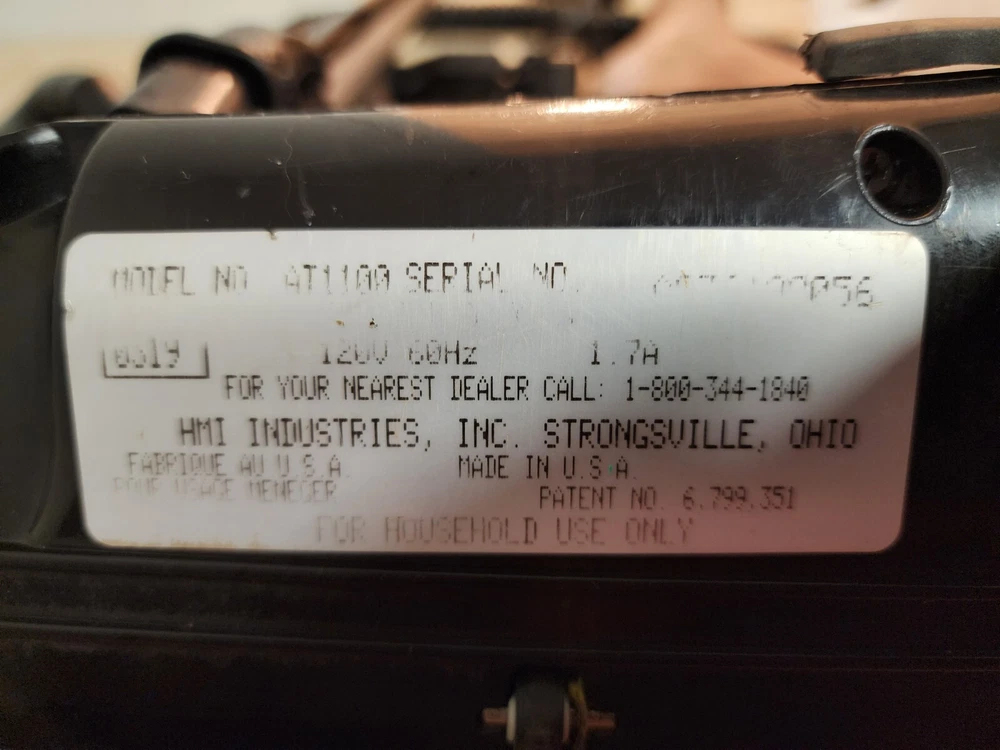 MODEL NO AT1100 SERIAL NO.
0319 120V 60Hz 1.7A
FOR YOUR NEAREST DEALER CALL: 1-800-344-1840
HMI INDUSTRIES, INC. STRONGSVILLE, OHIO
FABRIQUE AU U.S.A. MADE IN U.S.A.
POUR USAGE MENEGER PATENT NO. 6.799.351
FOR HOUSEHOLD USE ONLY